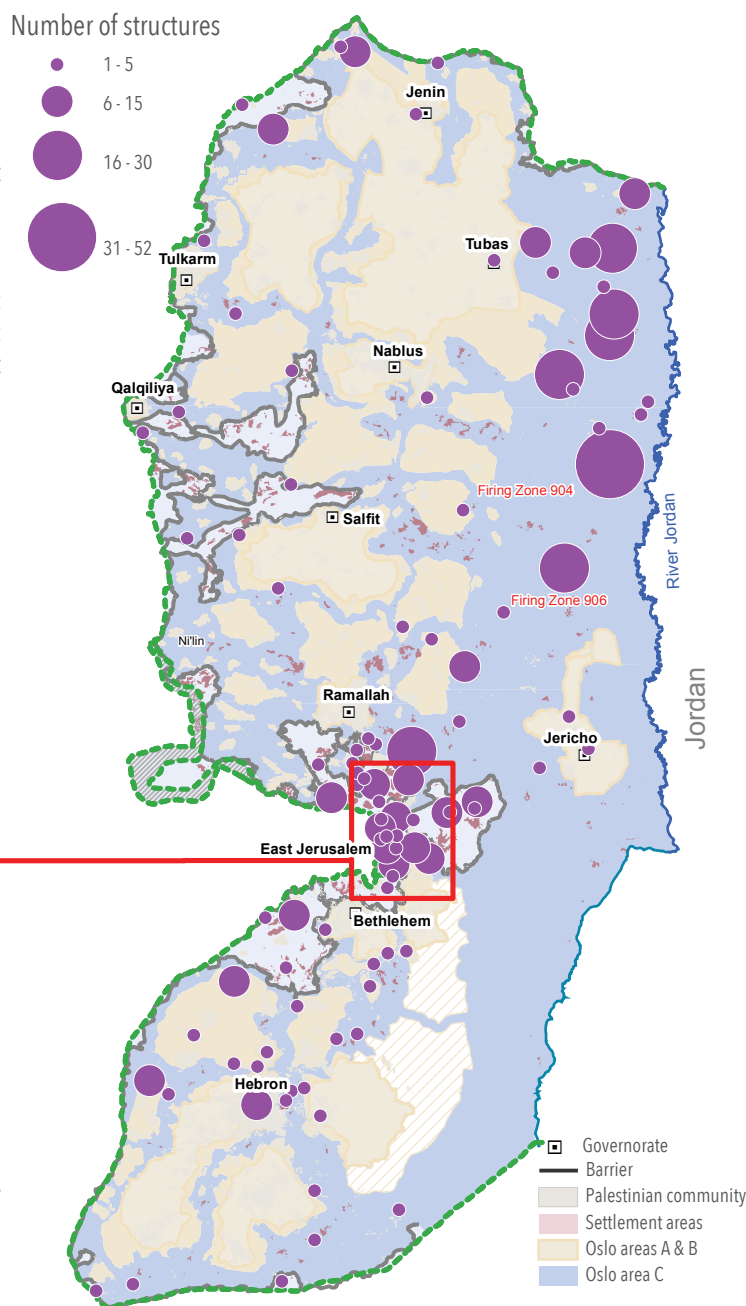 Number of structures
1 - 5
6 - 15
16 - 30
31 - 52
Jenin
Tubas
Tulkarm
Nablus
Qalqiliya
Firing Zone 904
Salfit
River Jordan
Firing Zone 906
Ni'lin
Ramallah
Jordan
Jericho
East Jerusalem
Bethlehem
Hebron
Governorate
Barrier
Palestinian community
Settlement areas
Oslo areas A & B
Oslo area C